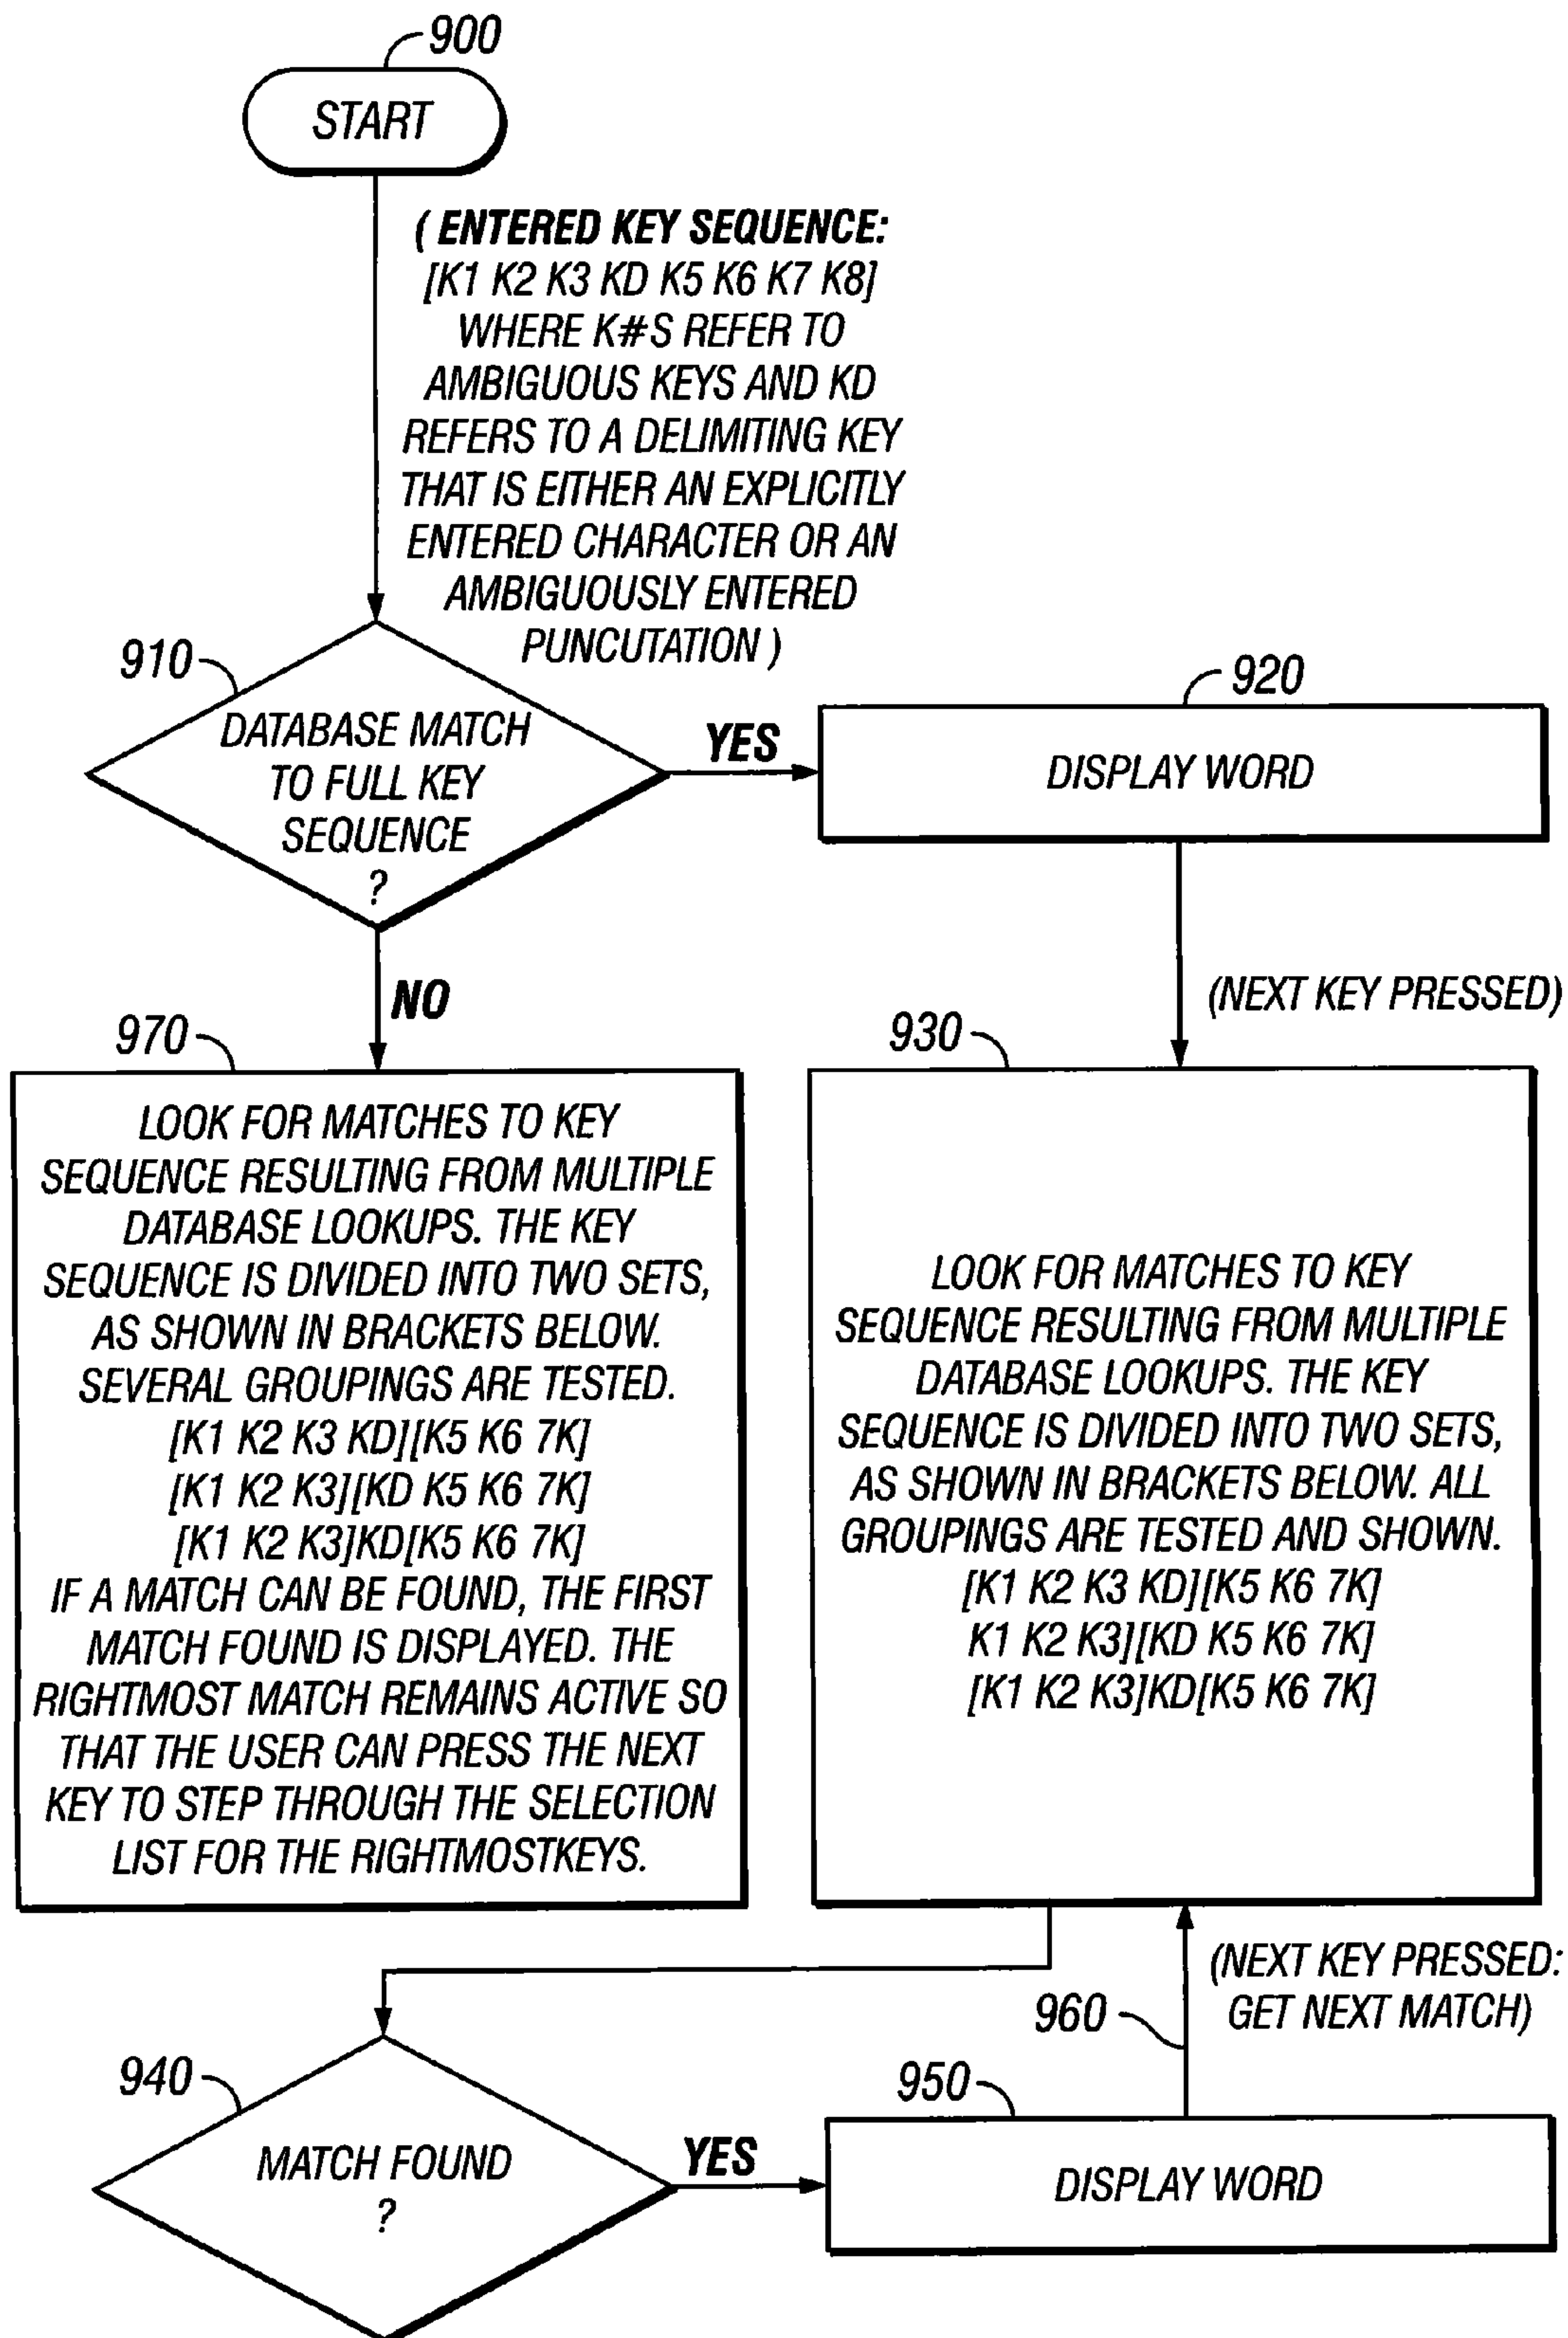 900
START
( ENTERED KEY SEQUENCE:
[K1 K2 K3 KD K5 K6 K7 K8]
WHERE K#S REFER TO
AMBIGUOUS KEYS AND KD
REFERS TO A DELIMITING KEY
THAT IS EITHER AN EXPLICITLY
ENTERED CHARACTER OR AN
AMBIGUOUSLY ENTERED
PUNCUTATION )
910
DATABASE MATCH
TO FULL KEY
SEQUENCE
?
YES
920
DISPLAY WORD
NO
(NEXT KEY PRESSED)
970
LOOK FOR MATCHES TO KEY
SEQUENCE RESULTING FROM MULTIPLE
DATABASE LOOKUPS. THE KEY
SEQUENCE IS DIVIDED INTO TWO SETS,
AS SHOWN IN BRACKETS BELOW.
SEVERAL GROUPINGS ARE TESTED.
[K1 K2 K3 KD][K5 K6 7K]
[K1 K2 K3][KD K5 K6 7K]
[K1 K2 K3]KD[K5 K6 7K]
IF A MATCH CAN BE FOUND, THE FIRST
MATCH FOUND IS DISPLAYED. THE
RIGHTMOST MATCH REMAINS ACTIVE SO
THAT THE USER CAN PRESS THE NEXT
KEY TO STEP THROUGH THE SELECTION
LIST FOR THE RIGHTMOSTKEYS.
930
LOOK FOR MATCHES TO KEY
SEQUENCE RESULTING FROM MULTIPLE
DATABASE LOOKUPS. THE KEY
SEQUENCE IS DIVIDED INTO TWO SETS,
AS SHOWN IN BRACKETS BELOW. ALL
GROUPINGS ARE TESTED AND SHOWN.
[K1 K2 K3 KD][K5 K6 7K]
K1 K2 K3][KD K5 K6 7K]
[K1 K2 K3]KD[K5 K6 7K]
(NEXT KEY PRESSED:
GET NEXT MATCH)
960
940
MATCH FOUND
?
YES
950
DISPLAY WORD